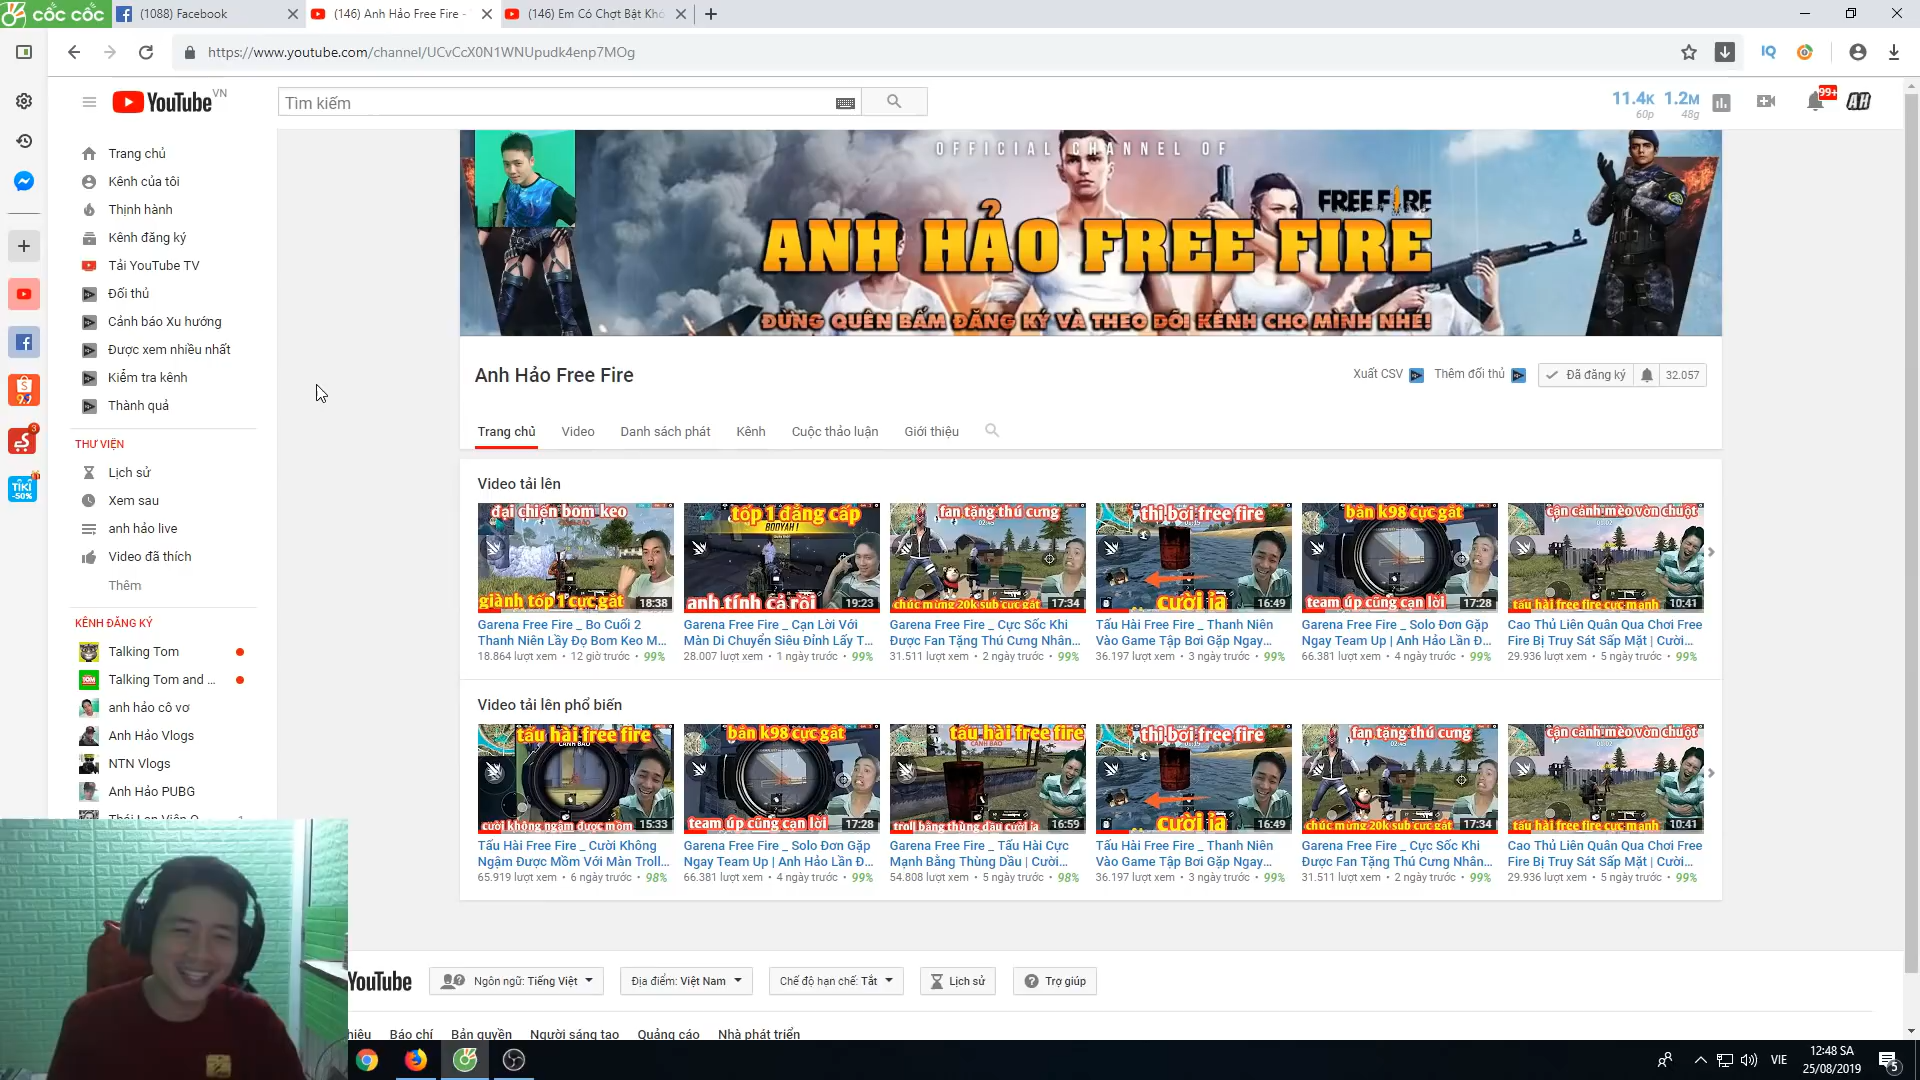 cốc cốc
(1088) Facebook
(146) Anh Hảo Free Fire -
(146) Em Có Chợt Bật Khó
https://www.youtube.com/channel/UCvCcX0N1WNUpudk4enp7MOg
IQ
YouTube VN
Tìm kiếm
11.4K 1.2M
60p 48g
99+
AH
Trang chủ
Kênh của tôi
Thịnh hành
Kênh đăng ký
Tải YouTube TV
Đối thủ
Cảnh báo Xu hướng
Được xem nhiều nhất
Kiểm tra kênh
Thành quả
THƯ VIỆN
Lịch sử
Xem sau
anh hảo live
Video đã thích
Thêm
KÊNH ĐĂNG KÝ
Talking Tom
Talking Tom and ...
anh hảo cô vơ
Anh Hảo Vlogs
NTN Vlogs
Anh Hảo PUBG
9.9
3
TIKI
-50%
OFFICIAL CHANNEL OF
FREE FIRE
ANH HẢO FREE FIRE
ĐỪNG QUÊN BẤM ĐĂNG KÝ VÀ THEO DÕI KÊNH CHO MÌNH NHÉ!
Anh Hảo Free Fire
Xuất CSV
Thêm đối thủ
Đã đăng ký
32.057
Trang chủ
Video
Danh sách phát
Kênh
Cuộc thảo luận
Giới thiệu
Video tải lên
đại chiến bom keo
giành tốp 1 cực gắt
18:38
tốp 1 đẳng cấp
BOOYAH !
anh tính cả rồi
19:23
fan tặng thú cưng
chúc mừng 20k sub cực gắt
17:34
thi bơi free fire
cười ỉa
16:49
bắn k98 cực gắt
team úp cũng cạn lời
17:28
cận cảnh mèo vờn chuột
tấu hài free fire cực mạnh
10:41
Garena Free Fire _ Bo Cuối 2
Thanh Niên Lầy Đọ Bom Keo M...
18.864 lượt xem • 12 giờ trước • 99%
Garena Free Fire _ Cạn Lời Với
Màn Di Chuyển Siêu Đỉnh Lấy T...
28.007 lượt xem • 1 ngày trước • 99%
Garena Free Fire _ Cực Sốc Khi
Được Fan Tặng Thú Cưng Nhân...
31.511 lượt xem • 2 ngày trước • 99%
Tấu Hài Free Fire _ Thanh Niên
Vào Game Tập Bơi Gặp Ngay...
36.197 lượt xem • 3 ngày trước • 99%
Garena Free Fire _ Solo Đơn Gặp
Ngay Team Up | Anh Hảo Lần Đ...
66.381 lượt xem • 4 ngày trước • 99%
Cao Thủ Liên Quân Qua Chơi Free
Fire Bị Truy Sát Sấp Mặt | Cười...
29.936 lượt xem • 5 ngày trước • 99%
Video tải lên phổ biến
tấu hài free fire
CẢNH BÁO
cười không ngậm được mồm
15:33
bắn k98 cực gắt
team úp cũng cạn lời
17:28
tấu hài free fire
CẢNH BÁO
troll bằng thùng dầu cười ỉa
16:59
thi bơi free fire
cười ỉa
16:49
fan tặng thú cưng
chúc mừng 20k sub cực gắt
17:34
cận cảnh mèo vờn chuột
tấu hài free fire cực mạnh
10:41
Tấu Hài Free Fire _ Cười Không
Ngậm Được Mồm Với Màn Troll...
65.919 lượt xem • 6 ngày trước • 98%
Garena Free Fire _ Solo Đơn Gặp
Ngay Team Up | Anh Hảo Lần Đ...
66.381 lượt xem • 4 ngày trước • 99%
Garena Free Fire _ Tấu Hài Cực
Mạnh Bằng Thùng Dầu | Cười...
54.808 lượt xem • 5 ngày trước • 98%
Tấu Hài Free Fire _ Thanh Niên
Vào Game Tập Bơi Gặp Ngay...
36.197 lượt xem • 3 ngày trước • 99%
Garena Free Fire _ Cực Sốc Khi
Được Fan Tặng Thú Cưng Nhân...
31.511 lượt xem • 2 ngày trước • 99%
Cao Thủ Liên Quân Qua Chơi Free
Fire Bị Truy Sát Sấp Mặt | Cười...
29.936 lượt xem • 5 ngày trước • 99%
YouTube
Ngôn ngữ: Tiếng Việt
Địa điểm: Việt Nam
Chế độ hạn chế: Tắt
Lịch sử
Trợ giúp
hiệu Báo chí Bản quyền Người sáng tạo Quảng cáo Nhà phát triển
VIE
12:48 SA
25/08/2019
5